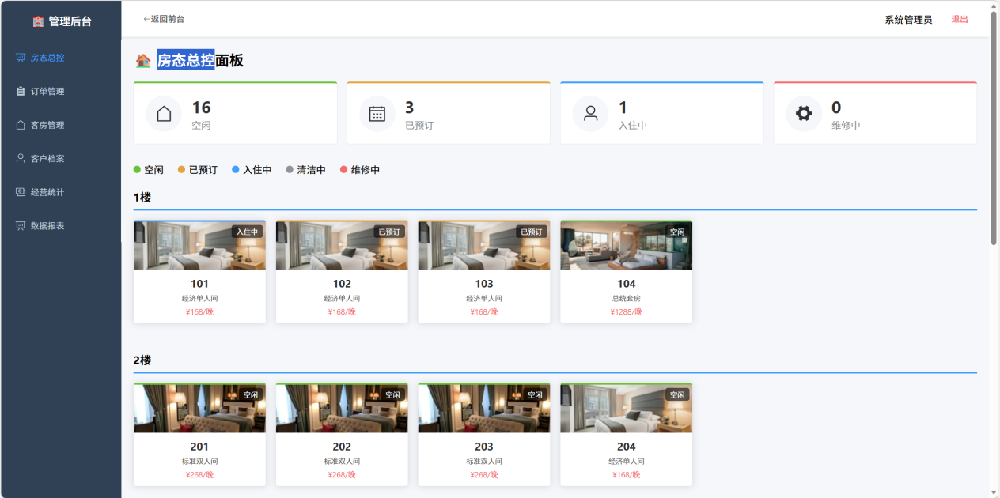 管理后台
←返回前台
系统管理员
退出
房态总控
订单管理
客房管理
客户档案
经营统计
数据报表
房态总控面板
16
空闲
3
已预订
1
入住中
0
维修中
空闲 已预订 入住中 清洁中 维修中
1楼
入住中
101
经济单人间
¥168/晚
已预订
102
经济单人间
¥168/晚
已预订
103
经济单人间
¥168/晚
空闲
104
总统套房
¥1288/晚
2楼
空闲
201
标准双人间
¥268/晚
空闲
202
标准双人间
¥268/晚
空闲
203
标准双人间
¥268/晚
空闲
204
经济单人间
¥168/晚